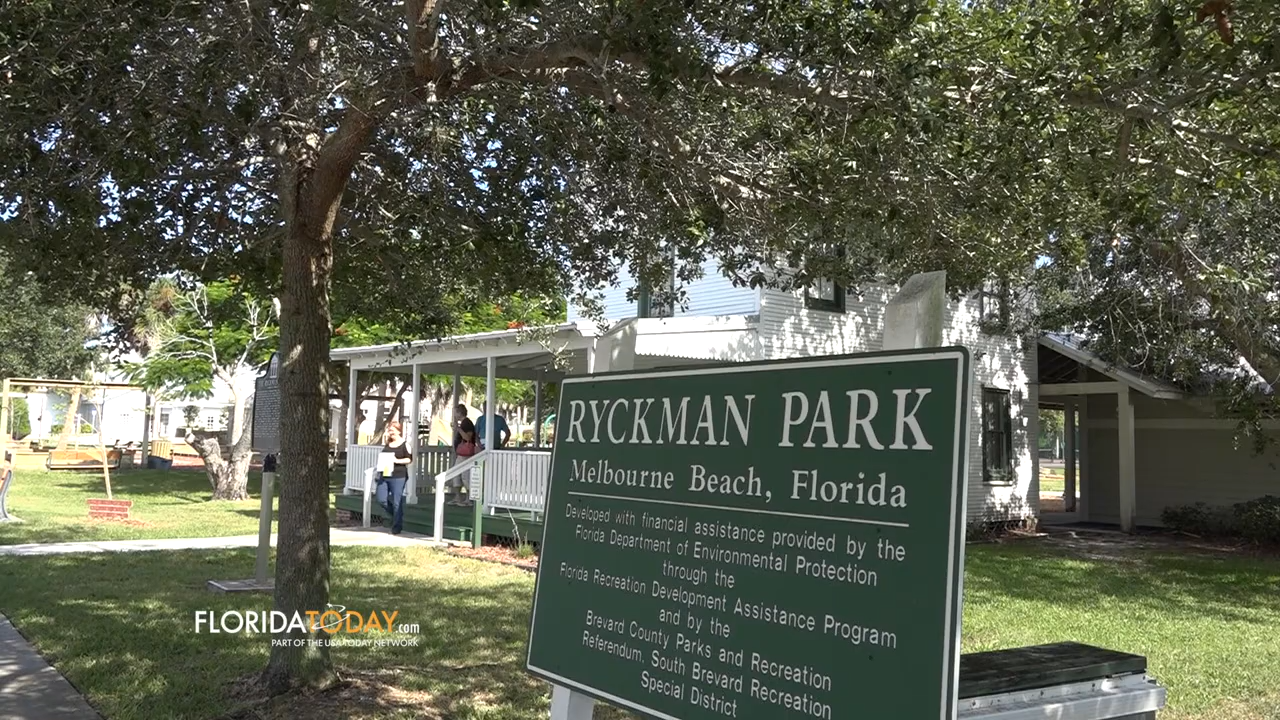 RYCKMAN PARK
Melbourne Beach, Florida
Developed with financial assistance provided by the
Florida Department of Environmental Protection
through the
Florida Recreation Development Assistance Program
and by the
Brevard County Parks and Recreation
Referendum, South Brevard Recreation
Special District
FLORIDATODAY.com
PART OF THE USA TODAY NETWORK